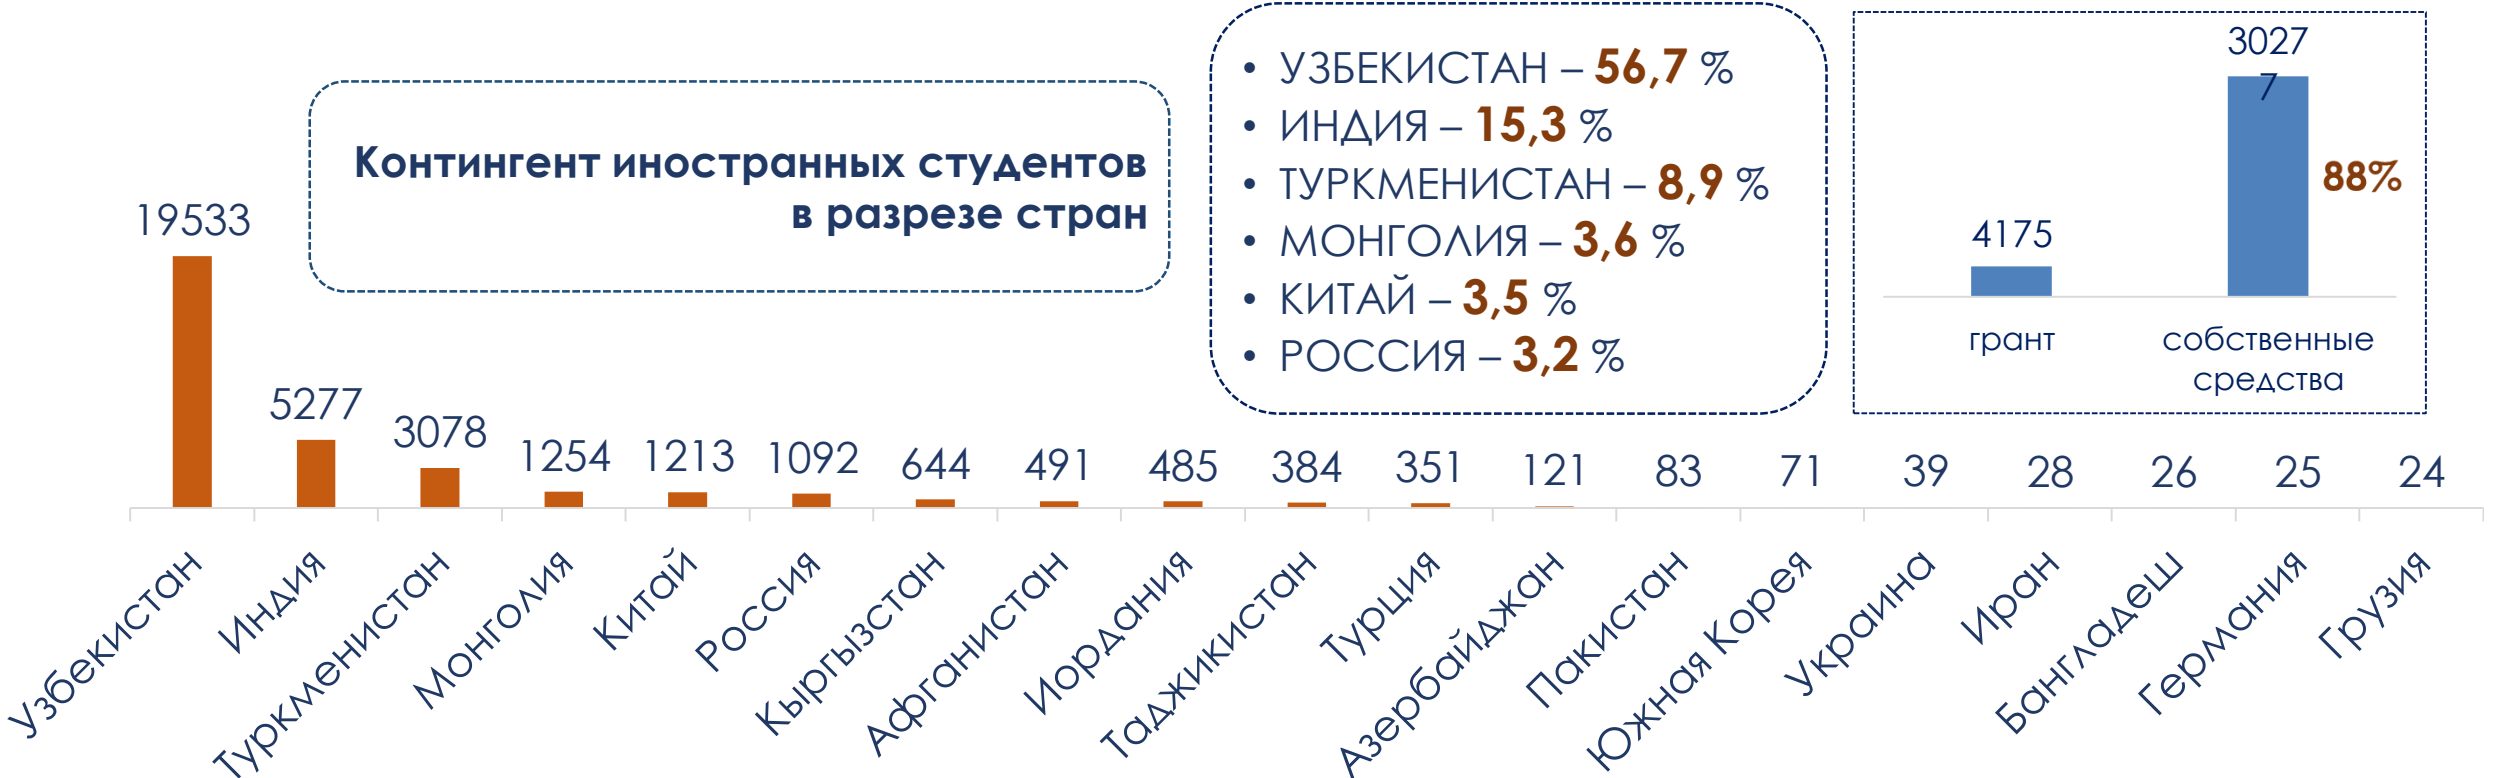 Контингент иностранных студентов
в разрезе стран
• УЗБЕКИСТАН – 56,7 %
• ИНДИЯ – 15,3 %
• ТУРКМЕНИСТАН – 8,9 %
• МОНГОЛИЯ – 3,6 %
• КИТАЙ – 3,5 %
• РОССИЯ – 3,2 %
3027
7
88%
4175
грант
собственные
средства
19533
5277
3078
1254
1213
1092
644
491
485
384
351
121
83
71
39
28
26
25
24
Узбекистан
Индия
Туркменистан
Монголия
Китай
Россия
Кыргызстан
Афганистан
Иордания
Таджикистан
Турция
Азербайджан
Пакистан
Южная Корея
Украина
Иран
Бангладеш
Германия
Грузия